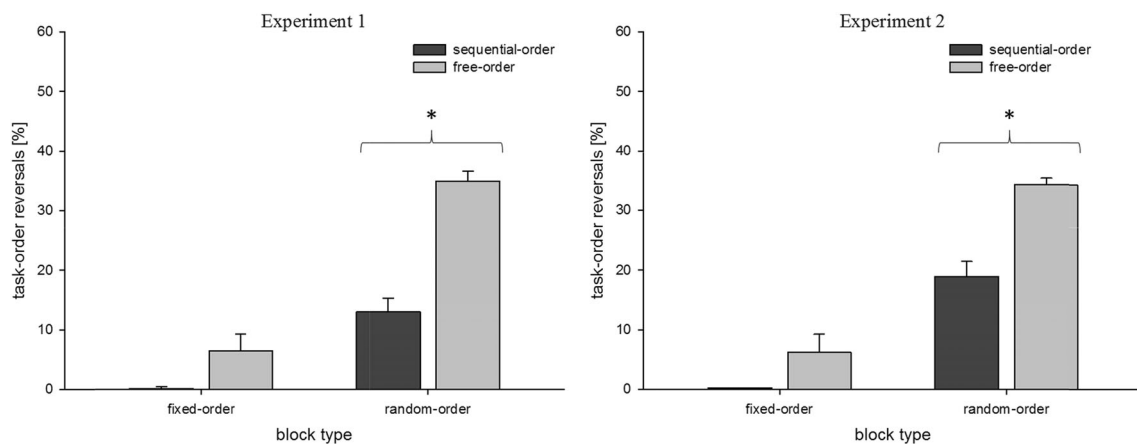 Experiment 1
60
50
40
30
20
10
0
task-order reversals [%]
sequential-order
free-order
*
fixed-order
random-order
block type
Experiment 2
60
50
40
30
20
10
0
task-order reversals [%]
sequential-order
free-order
*
fixed-order
random-order
block type